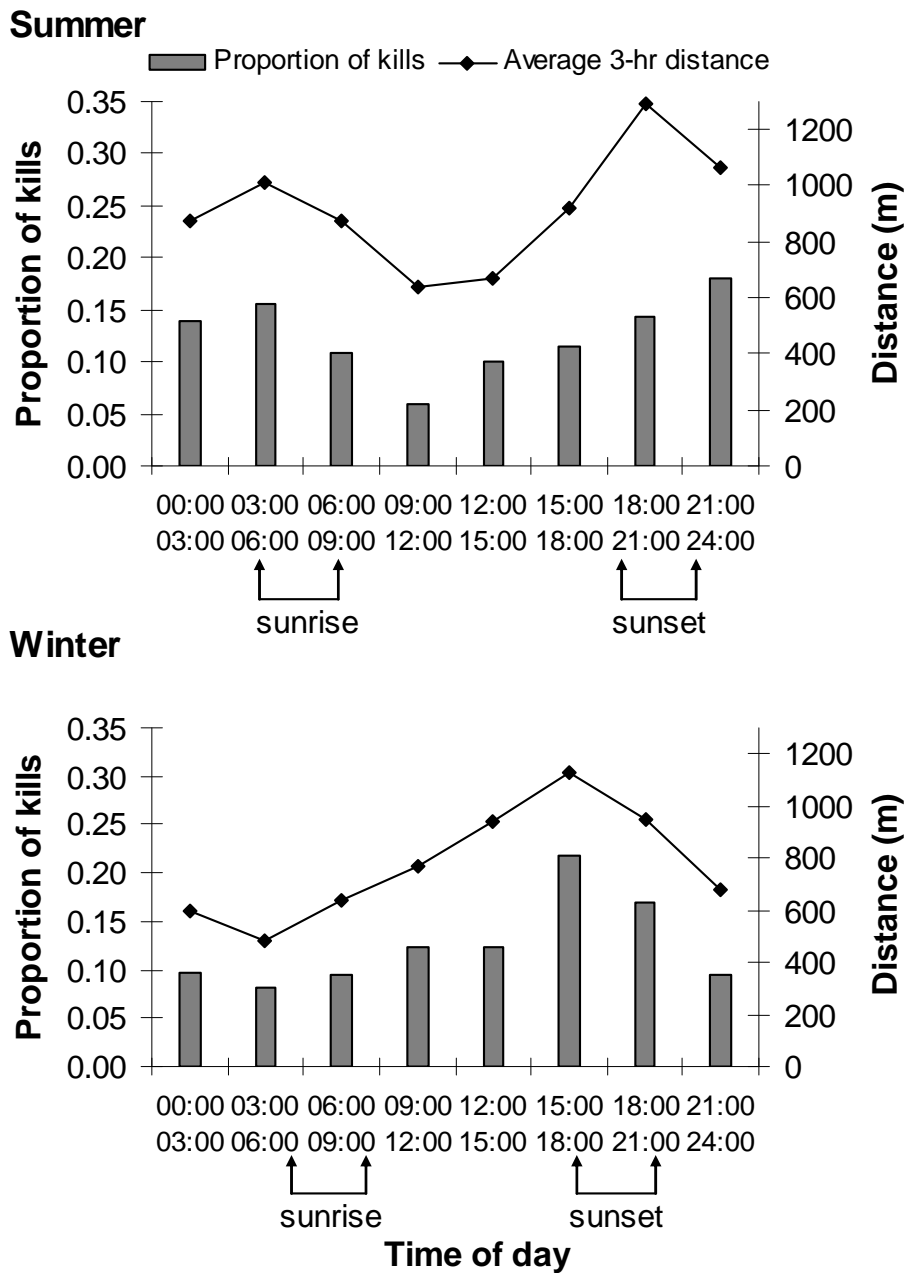 Summer
Proportion of kills Average 3-hr distance
Proportion of kills
0.35
0.30
0.25
0.20
0.15
0.10
0.05
0.00
1200
1000
800
600
400
200
0
Distance (m)
00:00 03:00 06:00 09:00 12:00 15:00 18:00 21:00
03:00 06:00 09:00 12:00 15:00 18:00 21:00 24:00
sunrise sunset
Winter
Proportion of kills
0.35
0.30
0.25
0.20
0.15
0.10
0.05
0.00
1200
1000
800
600
400
200
0
Distance (m)
00:00 03:00 06:00 09:00 12:00 15:00 18:00 21:00
03:00 06:00 09:00 12:00 15:00 18:00 21:00 24:00
sunrise sunset
Time of day